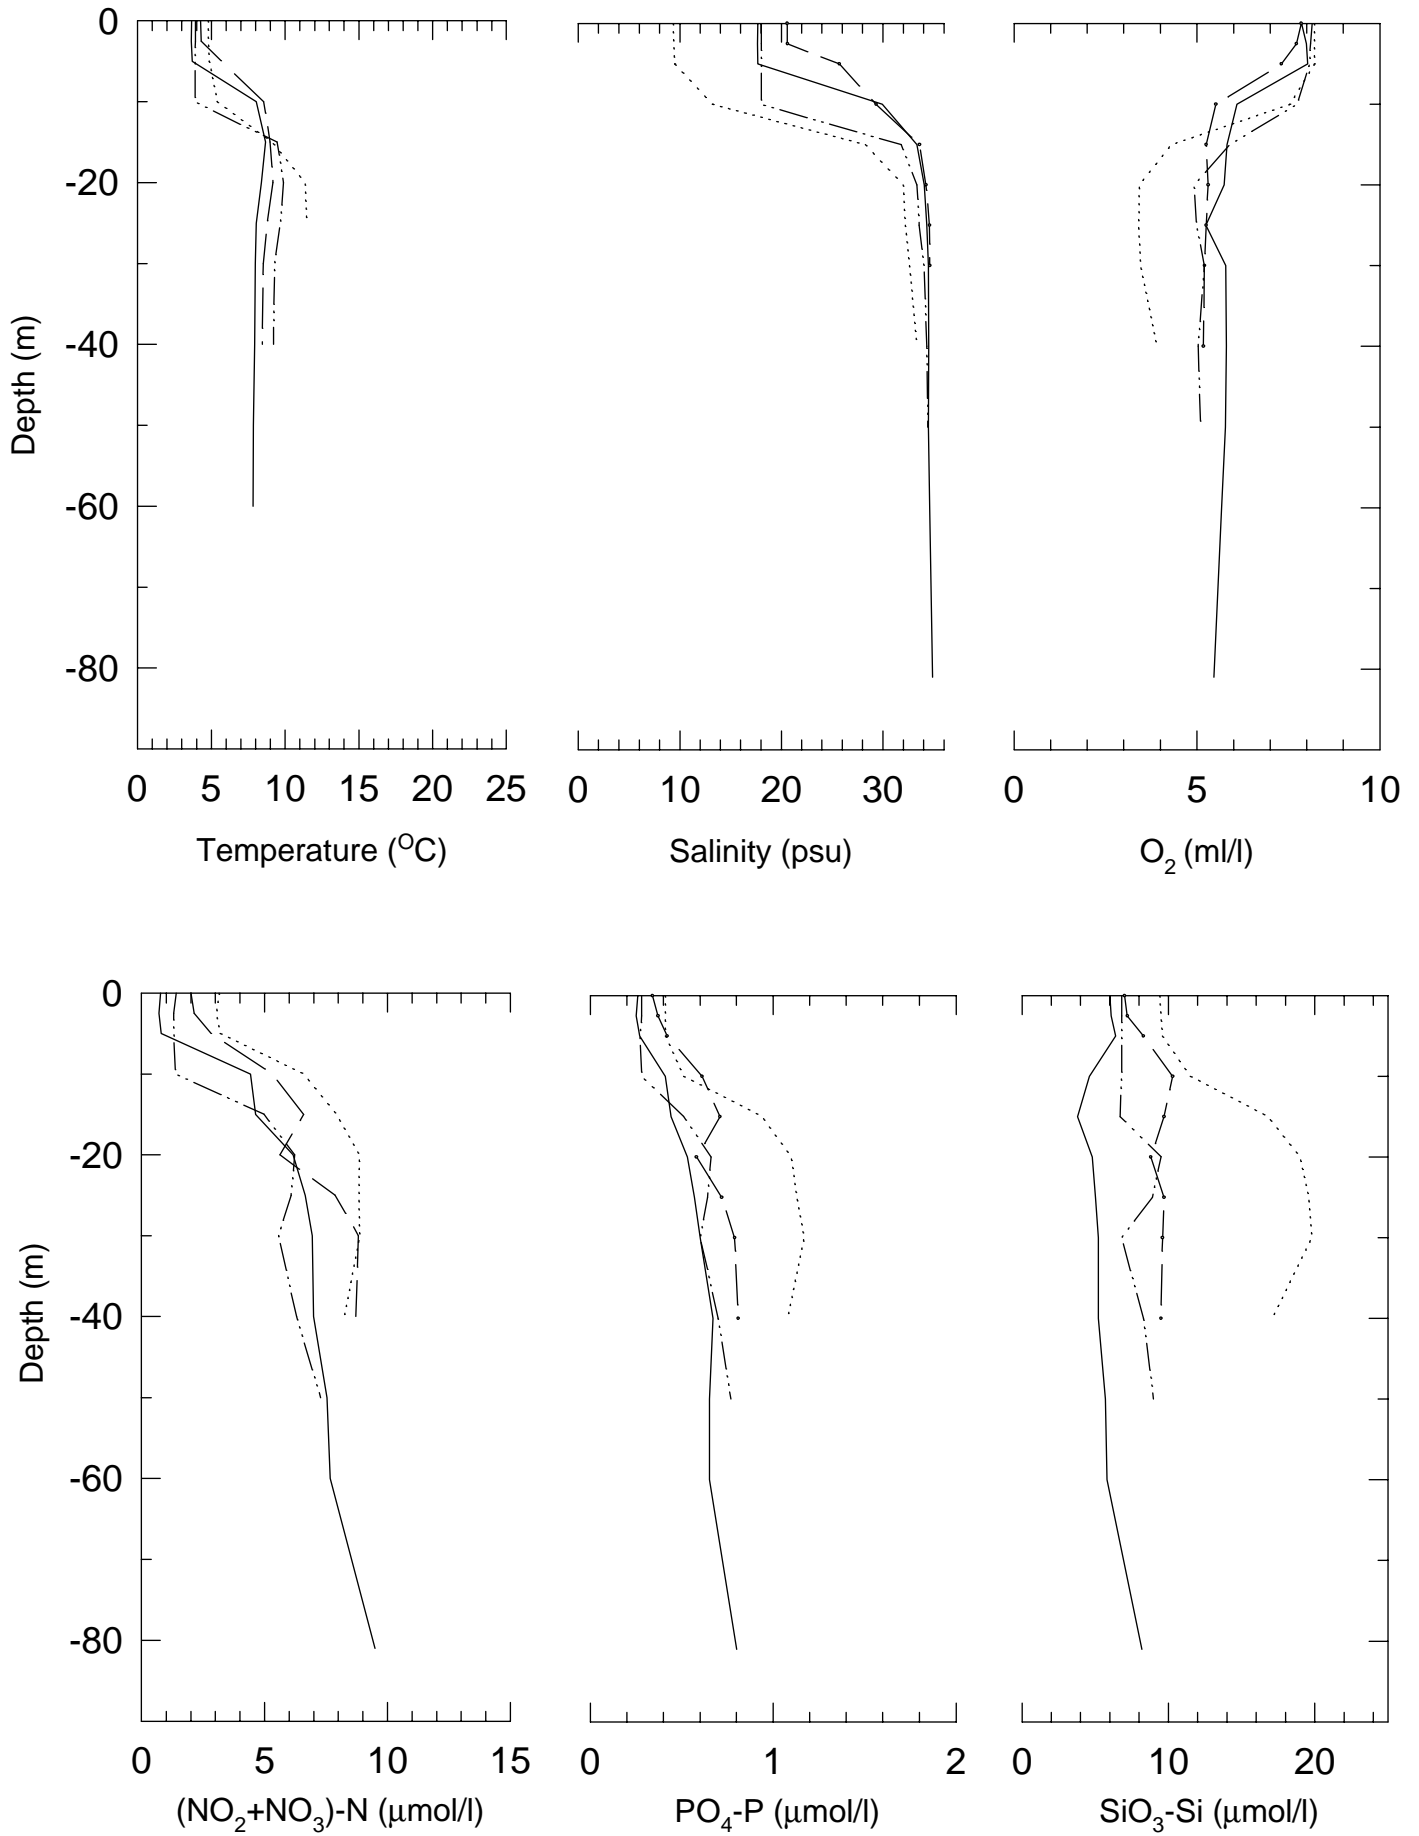 0
-20
-40
-60
-80
Depth (m)
0 5 10 15 20 25
0 10 20 30
0 5 10
Temperature (°C)
Salinity (psu)
O₂ (ml/l)
0
-20
-40
-60
-80
Depth (m)
0 5 10 15
0 1 2
0 10 20
(NO₂+NO₃)-N (μmol/l)
PO₄-P (μmol/l)
SiO₃-Si (μmol/l)